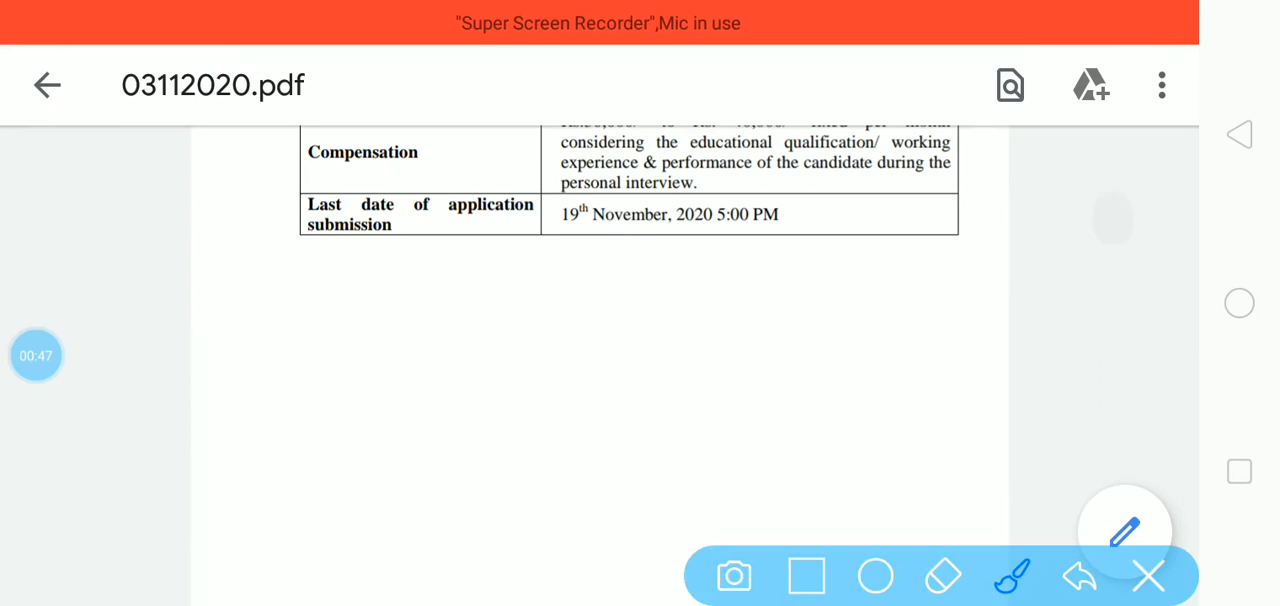 "Super Screen Recorder",Mic in use
03112020.pdf
Compensation
considering the educational qualification/ working
experience & performance of the candidate during the
personal interview.
Last date of application
submission
19th November, 2020 5:00 PM
00:47